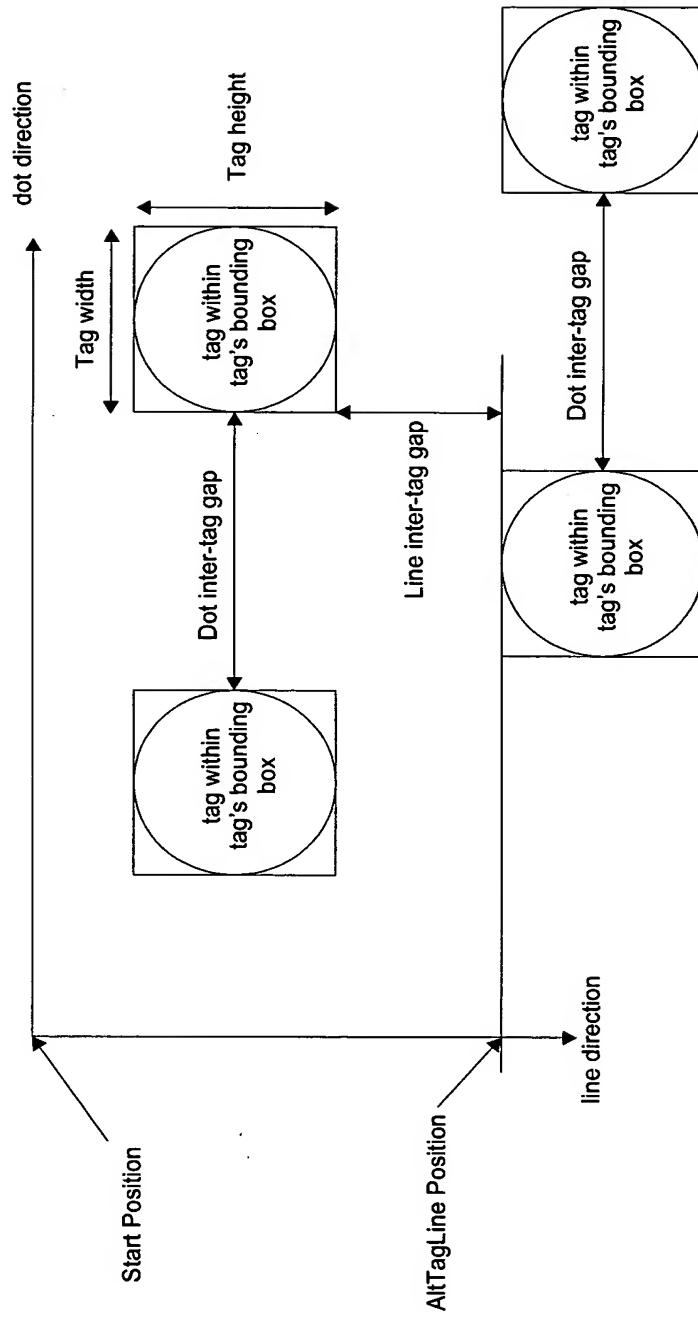 dot direction
Start Position
Tag width
Tag height
tag within
tag's bounding
box
Dot inter-tag gap
tag within
tag's bounding
box
Line inter-tag gap
AltTagLine Position
line direction
tag within
tag's bounding
box
Dot inter-tag gap
tag within
tag's bounding
box